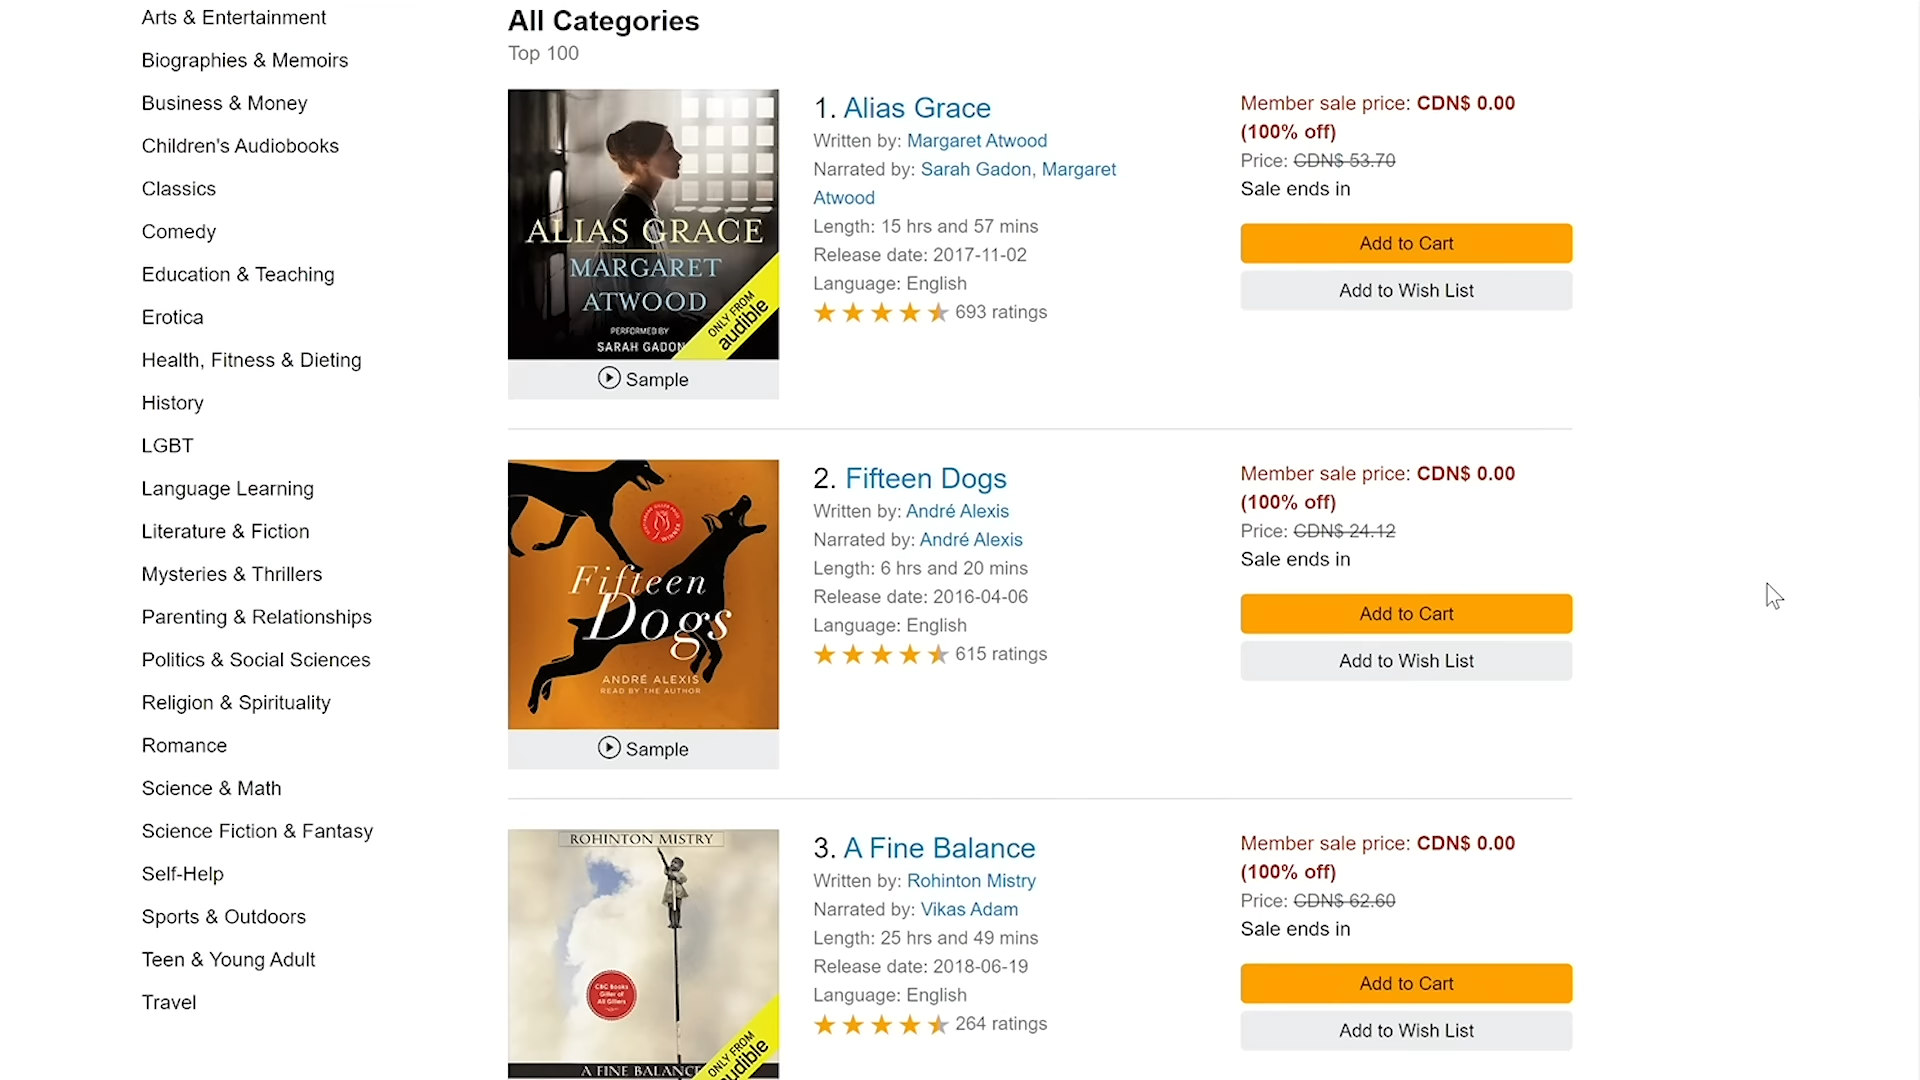 Arts & Entertainment
Biographies & Memoirs
Business & Money
Children's Audiobooks
Classics
Comedy
Education & Teaching
Erotica
Health, Fitness & Dieting
History
LGBT
Language Learning
Literature & Fiction
Mysteries & Thrillers
Parenting & Relationships
Politics & Social Sciences
Religion & Spirituality
Romance
Science & Math
Science Fiction & Fantasy
Self-Help
Sports & Outdoors
Teen & Young Adult
Travel
All Categories
Top 100
ALIAS GRACE
MARGARET
ATWOOD
PERFORMED BY
SARAH GADON
ONLY FROM
audible
Sample
1. Alias Grace
Written by: Margaret Atwood
Narrated by: Sarah Gadon, Margaret
Atwood
Length: 15 hrs and 57 mins
Release date: 2017-11-02
Language: English
693 ratings
Member sale price: CDN$ 0.00
(100% off)
Price: CDN$ 53.70
Sale ends in
Add to Cart
Add to Wish List
WINNER
Fifteen
Dogs
ANDRÉ ALEXIS
READ BY THE AUTHOR
Sample
2. Fifteen Dogs
Written by: André Alexis
Narrated by: André Alexis
Length: 6 hrs and 20 mins
Release date: 2016-04-06
Language: English
615 ratings
Member sale price: CDN$ 0.00
(100% off)
Price: CDN$ 24.12
Sale ends in
Add to Cart
Add to Wish List
ROHINTON MISTRY
CBC Books
Giller of
All Gillers
A FINE BALANCE
ONLY FROM
audible
3. A Fine Balance
Written by: Rohinton Mistry
Narrated by: Vikas Adam
Length: 25 hrs and 49 mins
Release date: 2018-06-19
Language: English
264 ratings
Member sale price: CDN$ 0.00
(100% off)
Price: CDN$ 62.60
Sale ends in
Add to Cart
Add to Wish List